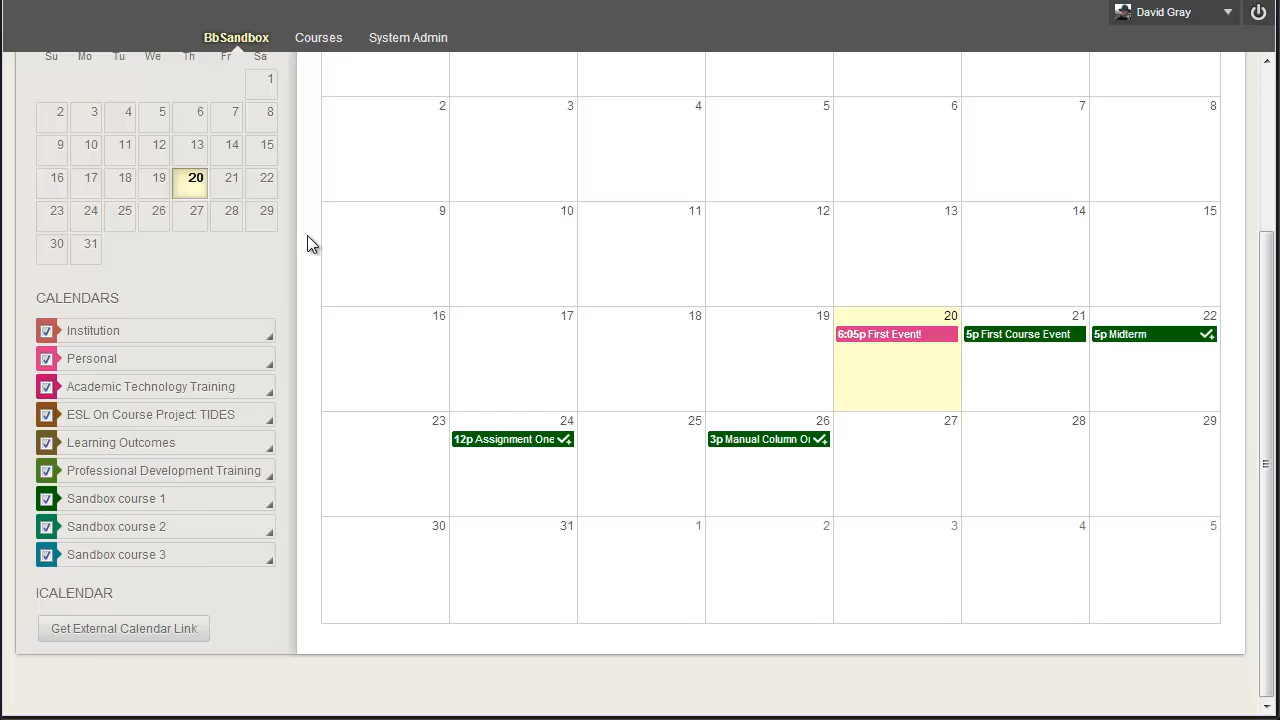 David Gray
BbSandbox Courses System Admin
Su Mo Tu We Th Fr Sa
1
2 3 4 5 6 7 8
9 10 11 12 13 14 15
16 17 18 19 20 21 22
23 24 25 26 27 28 29
30 31
CALENDARS
Institution
Personal
Academic Technology Training
ESL On Course Project: TIDES
Learning Outcomes
Professional Development Training
Sandbox course 1
Sandbox course 2
Sandbox course 3
ICALENDAR
Get External Calendar Link
2 3 4 5 6 7 8
9 10 11 12 13 14 15
16 17 18 19 20 21 22
6:05p First Event! 5p First Course Event 5p Midterm
23 24 25 26 27 28 29
12p Assignment One 3p Manual Column
30 31 1 2 3 4 5